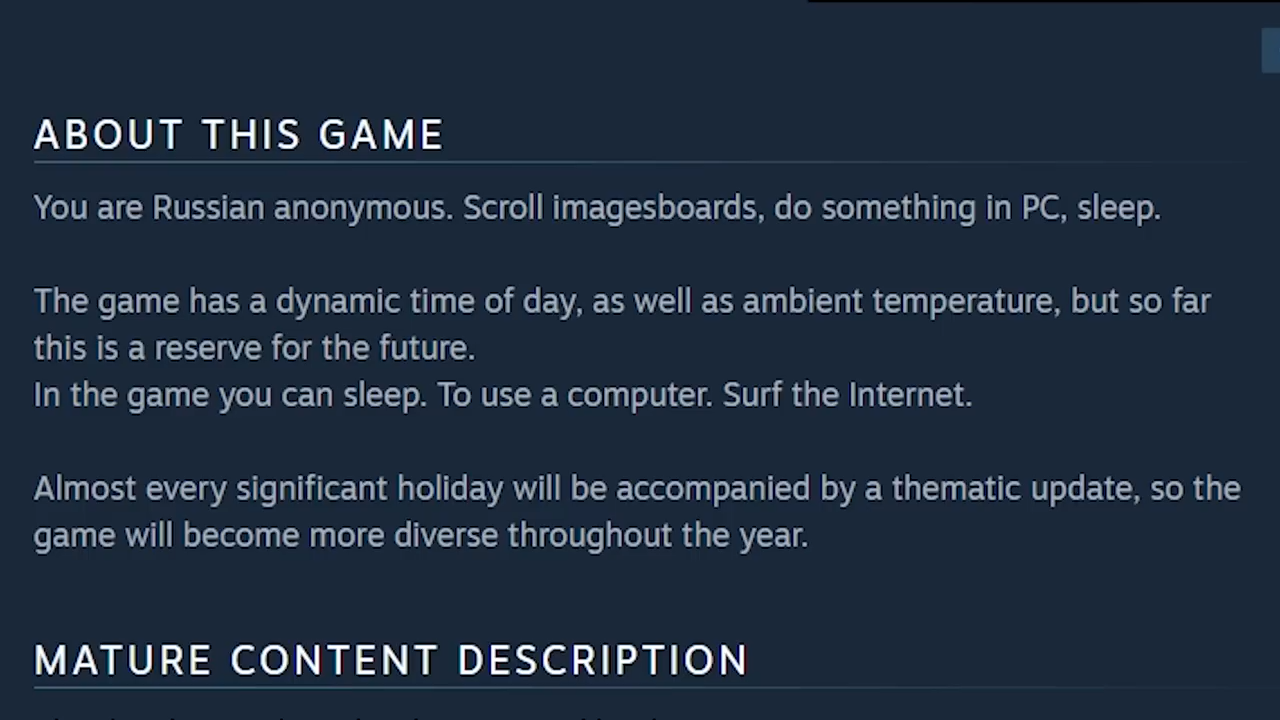 ABOUT THIS GAME
You are Russian anonymous. Scroll imagesboards, do something in PC, sleep.
The game has a dynamic time of day, as well as ambient temperature, but so far
this is a reserve for the future.
In the game you can sleep. To use a computer. Surf the Internet.
Almost every significant holiday will be accompanied by a thematic update, so the
game will become more diverse throughout the year.
MATURE CONTENT DESCRIPTION